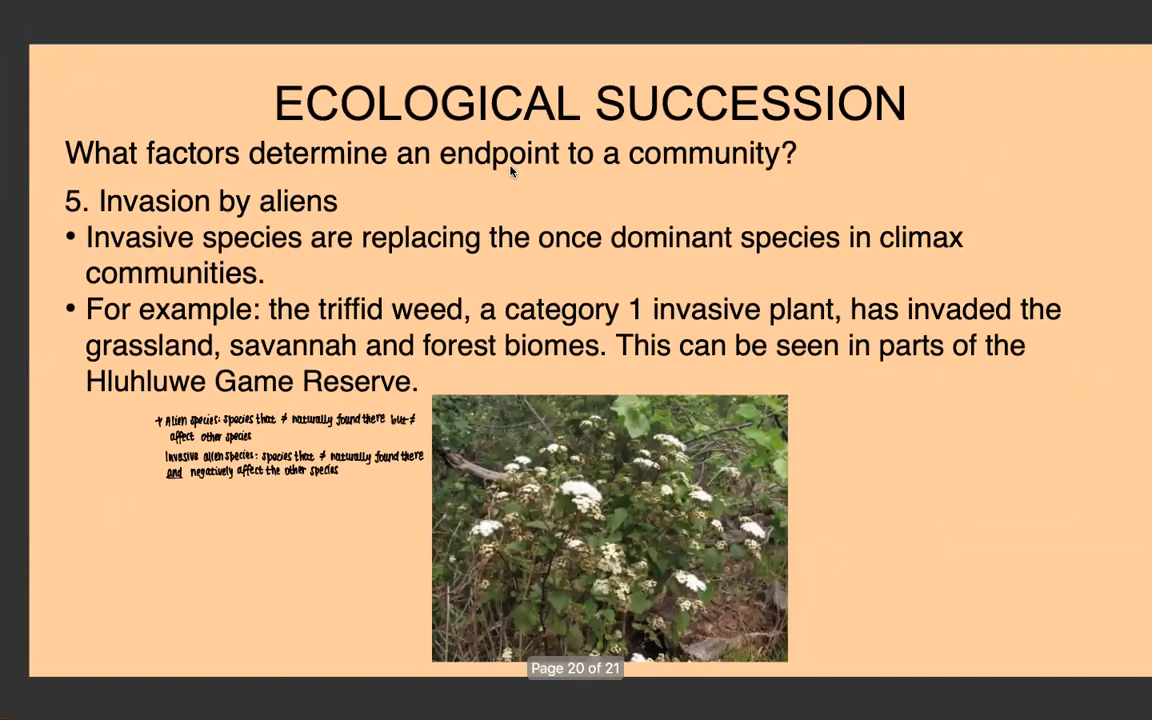 ECOLOGICAL SUCCESSION
What factors determine an endpoint to a community?
5. Invasion by aliens
• Invasive species are replacing the once dominant species in climax
communities.
• For example: the triffid weed, a category 1 invasive plant, has invaded the
grassland, savannah and forest biomes. This can be seen in parts of the
Hluhluwe Game Reserve.
+ Alien species: species that ≠ naturally found there but ≠
affect other species
Invasive alien species: species that ≠ naturally found there
and negatively affect the other species
Page 20 of 21